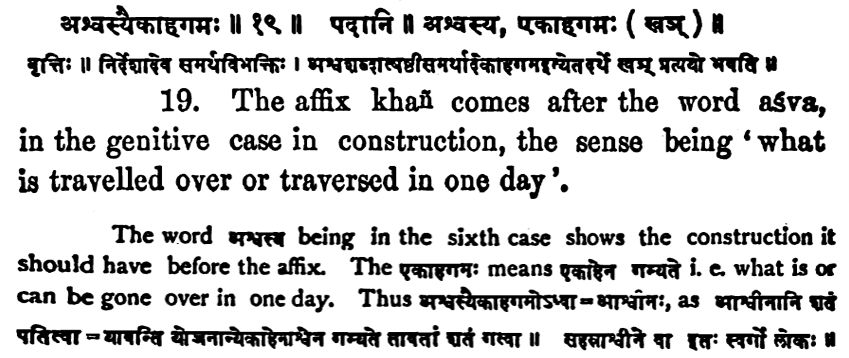 अश्वस्यैकाहगमः ॥ १९ ॥ पदानि ॥ अश्वस्य, एकाहगमः ( खञ् ) ॥
वृत्तिः ॥ निर्देशादेव समर्थविभक्तिः । अश्वशब्दात्षष्ठीसमर्थादेकाहगमइत्येतदर्थे खञ् प्रत्ययो भवति ॥
19. The affix khañ comes after the word aśva,
in the genitive case in construction, the sense being ‘what
is travelled over or traversed in one day’.
The word अश्वस्य being in the sixth case shows the construction it
should have before the affix. The एकाहगमः means एकाहेन गम्यते i. e. what is or
can be gone over in one day. Thus अश्वस्यैकाहगमोऽध्वा = आश्वीनः, as आश्वीनानि शतं
पतित्वा = यावन्ति योजनान्येकाहेनाश्वेन गम्यते तावतां शतं गत्वा ॥ सहस्राश्वीने वा इतः स्वर्गो लोकः ॥